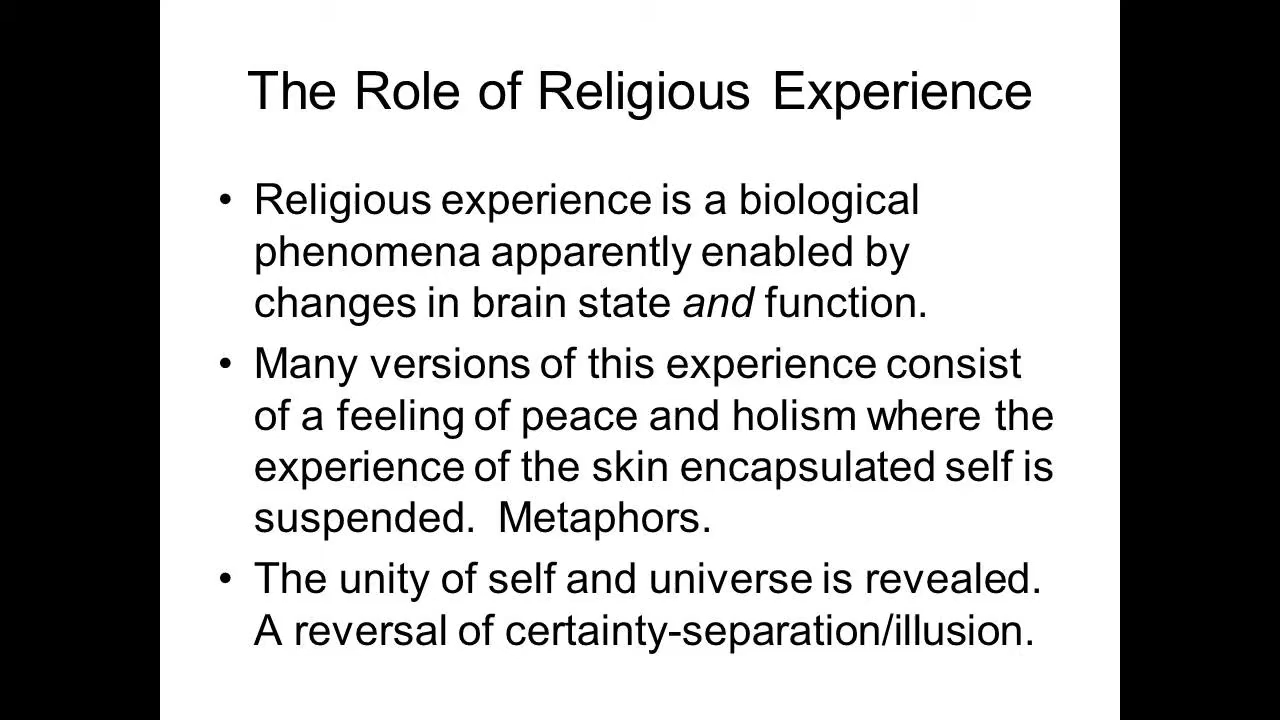 The Role of Religious Experience
• Religious experience is a biological
phenomena apparently enabled by
changes in brain state and function.
• Many versions of this experience consist
of a feeling of peace and holism where the
experience of the skin encapsulated self is
suspended.  Metaphors.
• The unity of self and universe is revealed.
A reversal of certainty-separation/illusion.